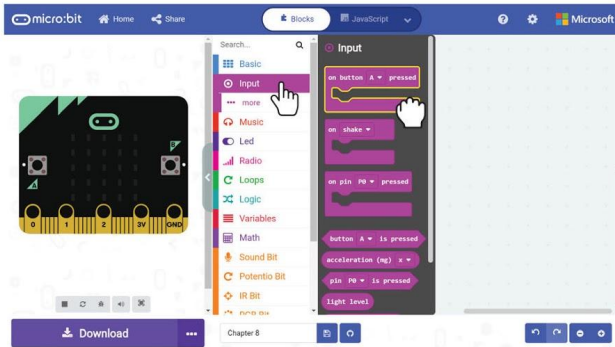 micro:bit Home Share Blocks JavaScript Microsoft
Search...
Basic
Input
more
Music
Led
Radio
Loops
Logic
Variables
Math
Sound Bit
Potentio Bit
IR Bit
Input
on button A pressed
on shake
on pin P0 pressed
button A is pressed
acceleration (mg) x
pin P0 is pressed
light level
A
B
0 1 2 3V GND
Download
Chapter 8